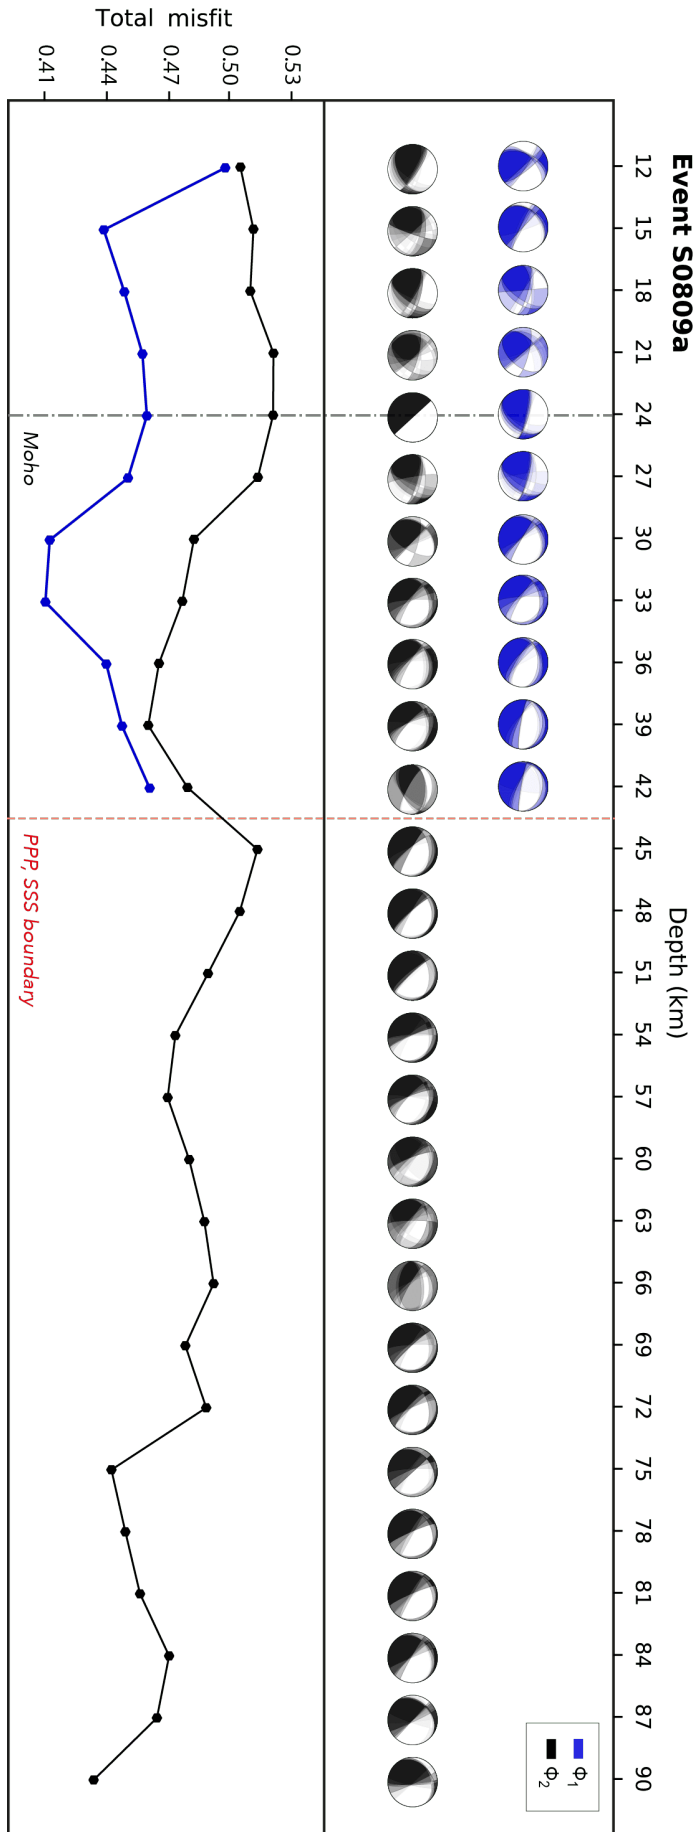 Event S0809a
Depth (km)
12 15 18 21 24 27 30 33 36 39 42 45 48 51 54 57 60 63 66 69 72 75 78 81 84 87 90
ϕ1
ϕ2
Total misfit
0.53
0.50
0.47
0.44
0.41
Moho
PPP, SSS boundary